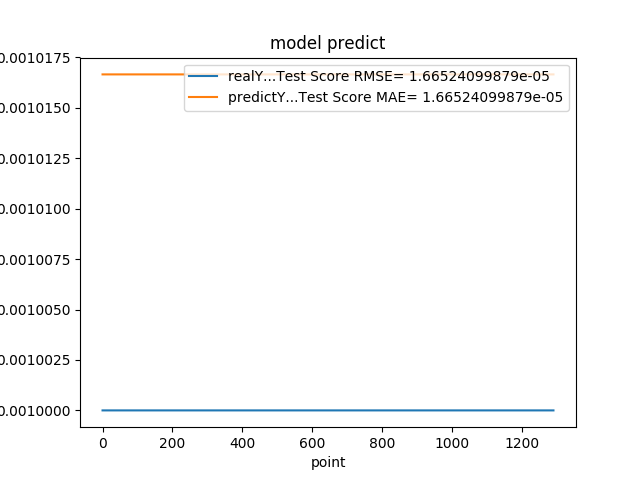 model predict
realY...Test Score RMSE= 1.66524099879e-05
predictY...Test Score MAE= 1.66524099879e-05
0.0010175
0.0010150
0.0010125
0.0010100
0.0010075
0.0010050
0.0010025
0.0010000
0 200 400 600 800 1000 1200
point